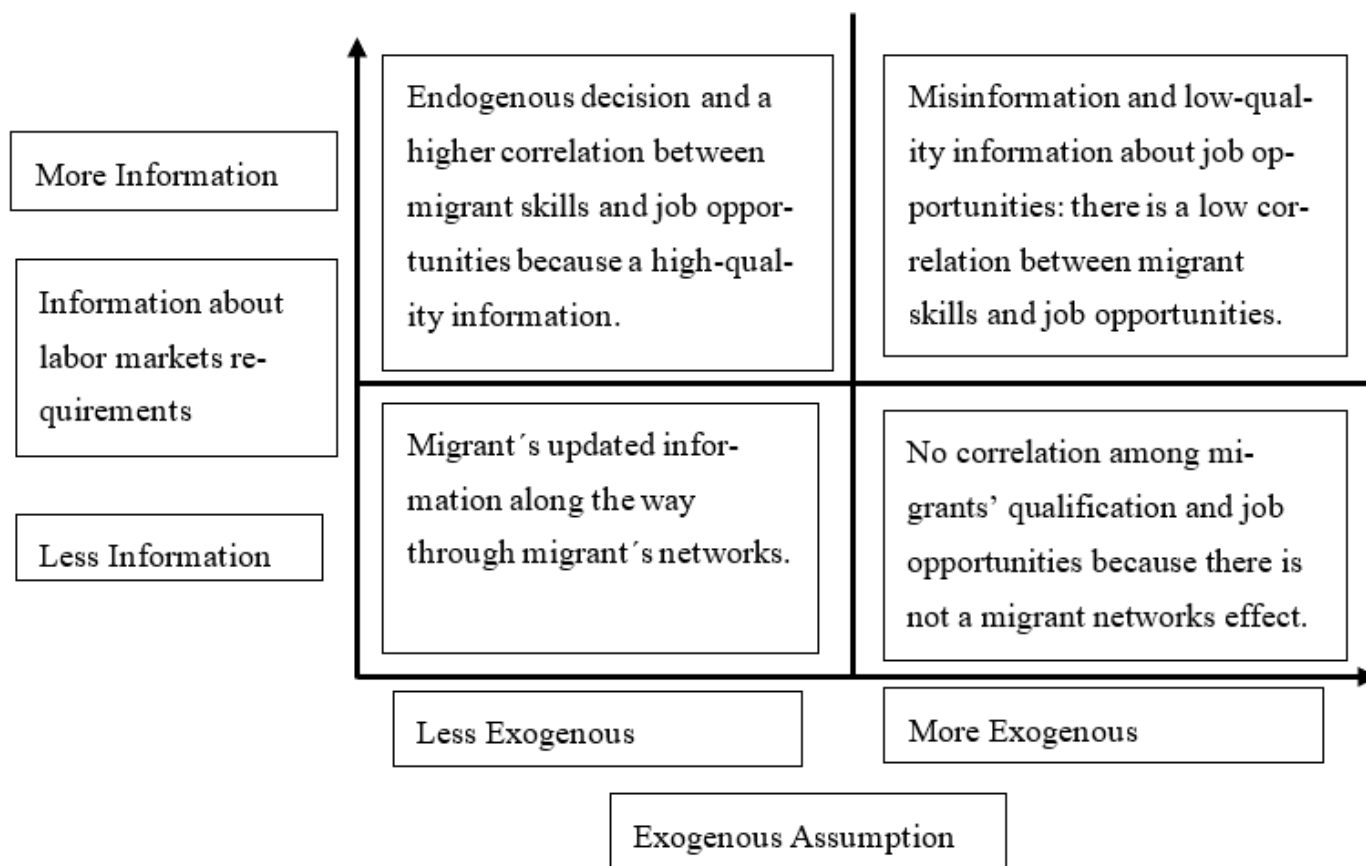 More Information
Information about
labor markets re-
quirements
Less Information
Endogenous decision and a
higher correlation between
migrant skills and job oppor-
tunities because a high-qual-
ity information.
Misinformation and low-qual-
ity information about job op-
portunities: there is a low cor-
relation between migrant
skills and job opportunities.
Migrant´s updated infor-
mation along the way
through migrant´s networks.
No correlation among mi-
grants’ qualification and job
opportunities because there is
not a migrant networks effect.
Less Exogenous
More Exogenous
Exogenous Assumption